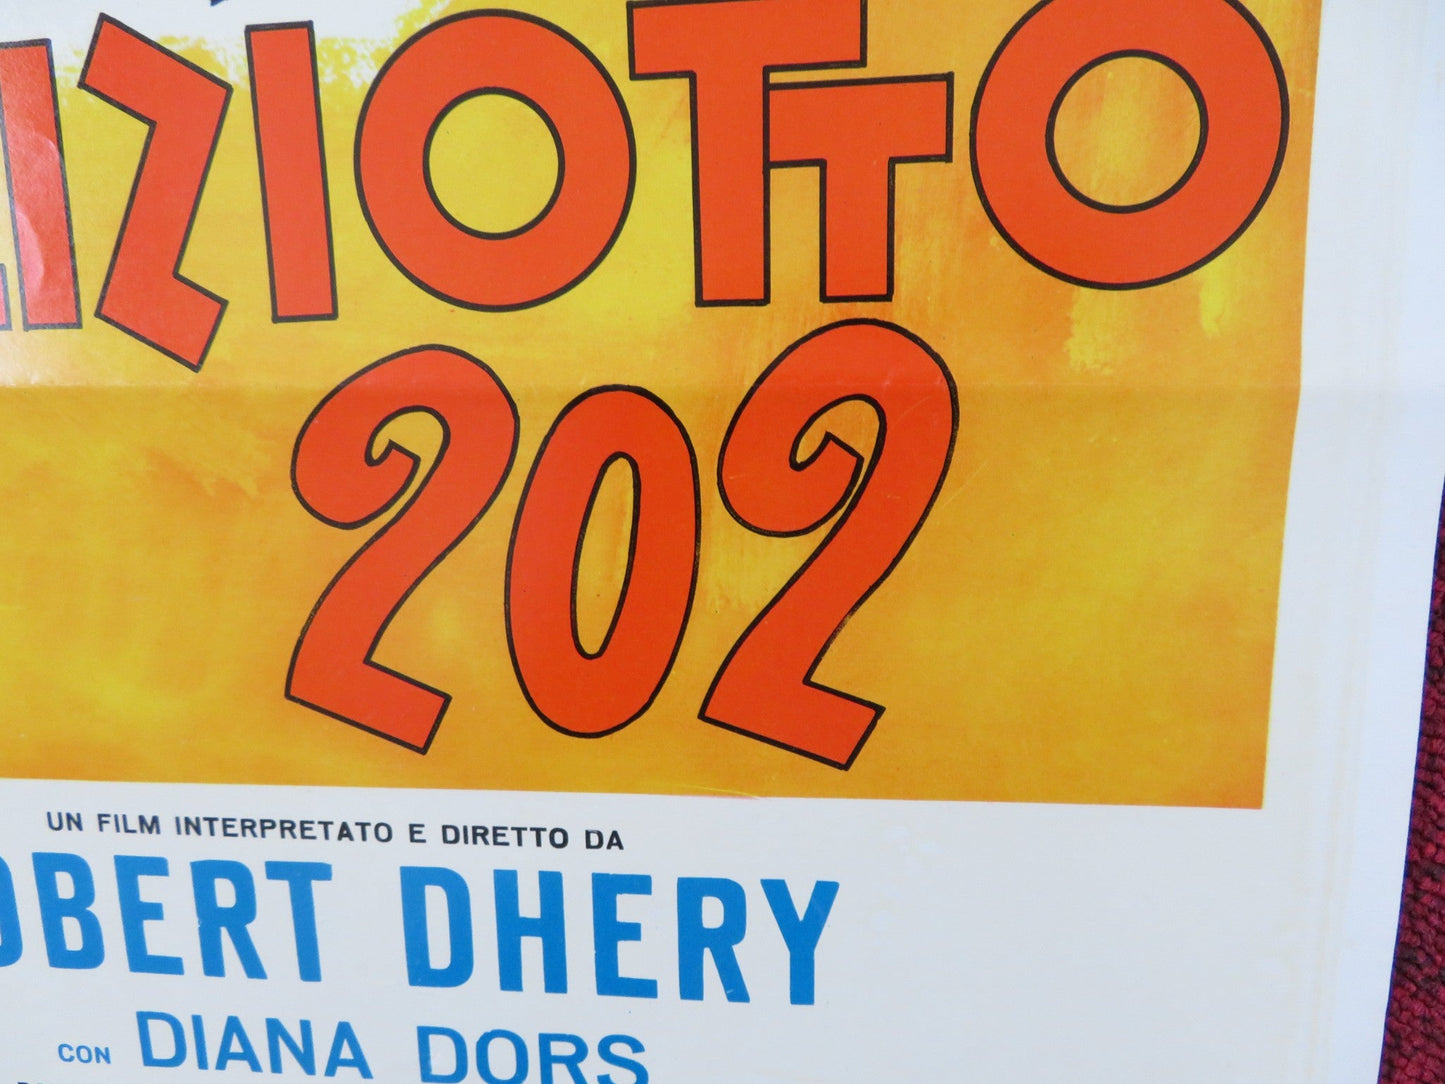 LIZIOTTO
202
UN FILM INTERPRETATO E DIRETTO DA
OBERT DHERY
CON DIANA DORS